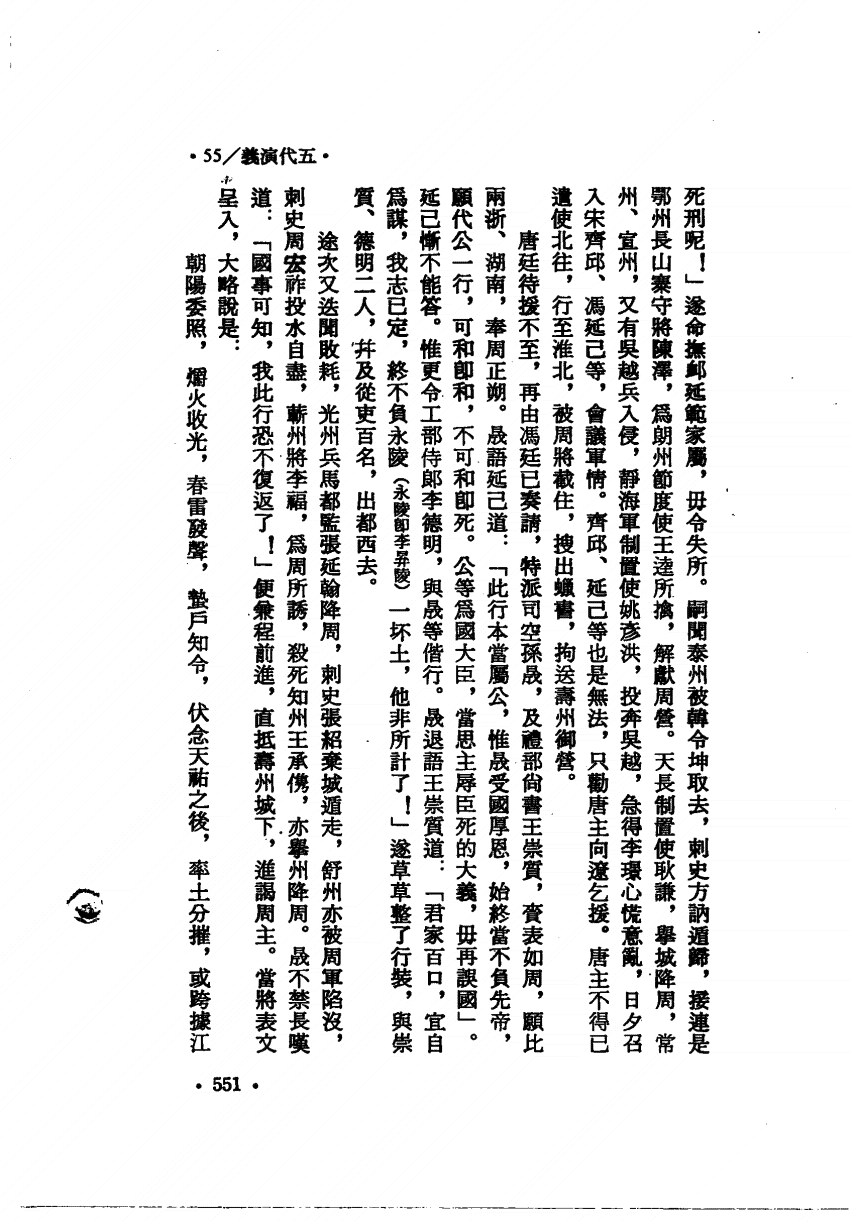 •55/義演代五•
死刑呢！」遂命撫卹延範家屬，毋令失所。嗣聞泰州被韓令坤取去，刺史方訥遁歸，接連是
鄂州長山寨守將陳澤，爲朗州節度使王逵所擒，解獻周營。天長制置使耿謙，舉城降周，常
州、宣州，又有吳越兵入侵，靜海軍制置使姚彥洪，投奔吳越，急得李璟心慌意亂，日夕召
入宋齊邱、馮延己等，會議軍情。齊邱、延己等也是無法，只勸唐主向遼乞援。唐主不得已
遣使北往，行至淮北，被周將截住，搜出蠟書，拘送壽州御營。
唐廷待援不至，再由馮延已奏請，特派司空孫晟，及禮部尚書王崇質，賫表如周，願比
兩浙、湖南，奉周正朔。晟語延己道：「此行本當屬公，惟晟受國厚恩，始終當不負先帝，
願代公一行，可和卽和，不可和卽死。公等爲國大臣，當思主辱臣死的大義，毋再誤國」。
延己慚不能答。惟更令工部侍郞李德明，與晟等偕行。晟退語王崇質道：「君家百口，宜自
爲謀，我志已定，終不負永陵（永陵卽李昇陵）一坏土，他非所計了！」遂草草整了行裝，與崇
質、德明二人，幷及從吏百名，出都西去。
途次又迭聞敗耗，光州兵馬都監張延翰降周，刺史張紹棄城遁走，舒州亦被周軍陷沒，
刺史周宏祚投水自盡，蘄州將李福，爲周所誘，殺死知州王承儁，亦擧州降周。晟不禁長嘆
道：「國事可知，我此行恐不復返了！」便兼程前進，直抵壽州城下，進謁周主。當將表文
呈入，大略說是：
朝陽委照，爝火收光，春雷發聲，蟄戶知令，伏念天祐之後，率土分摧，或跨據江
•551•